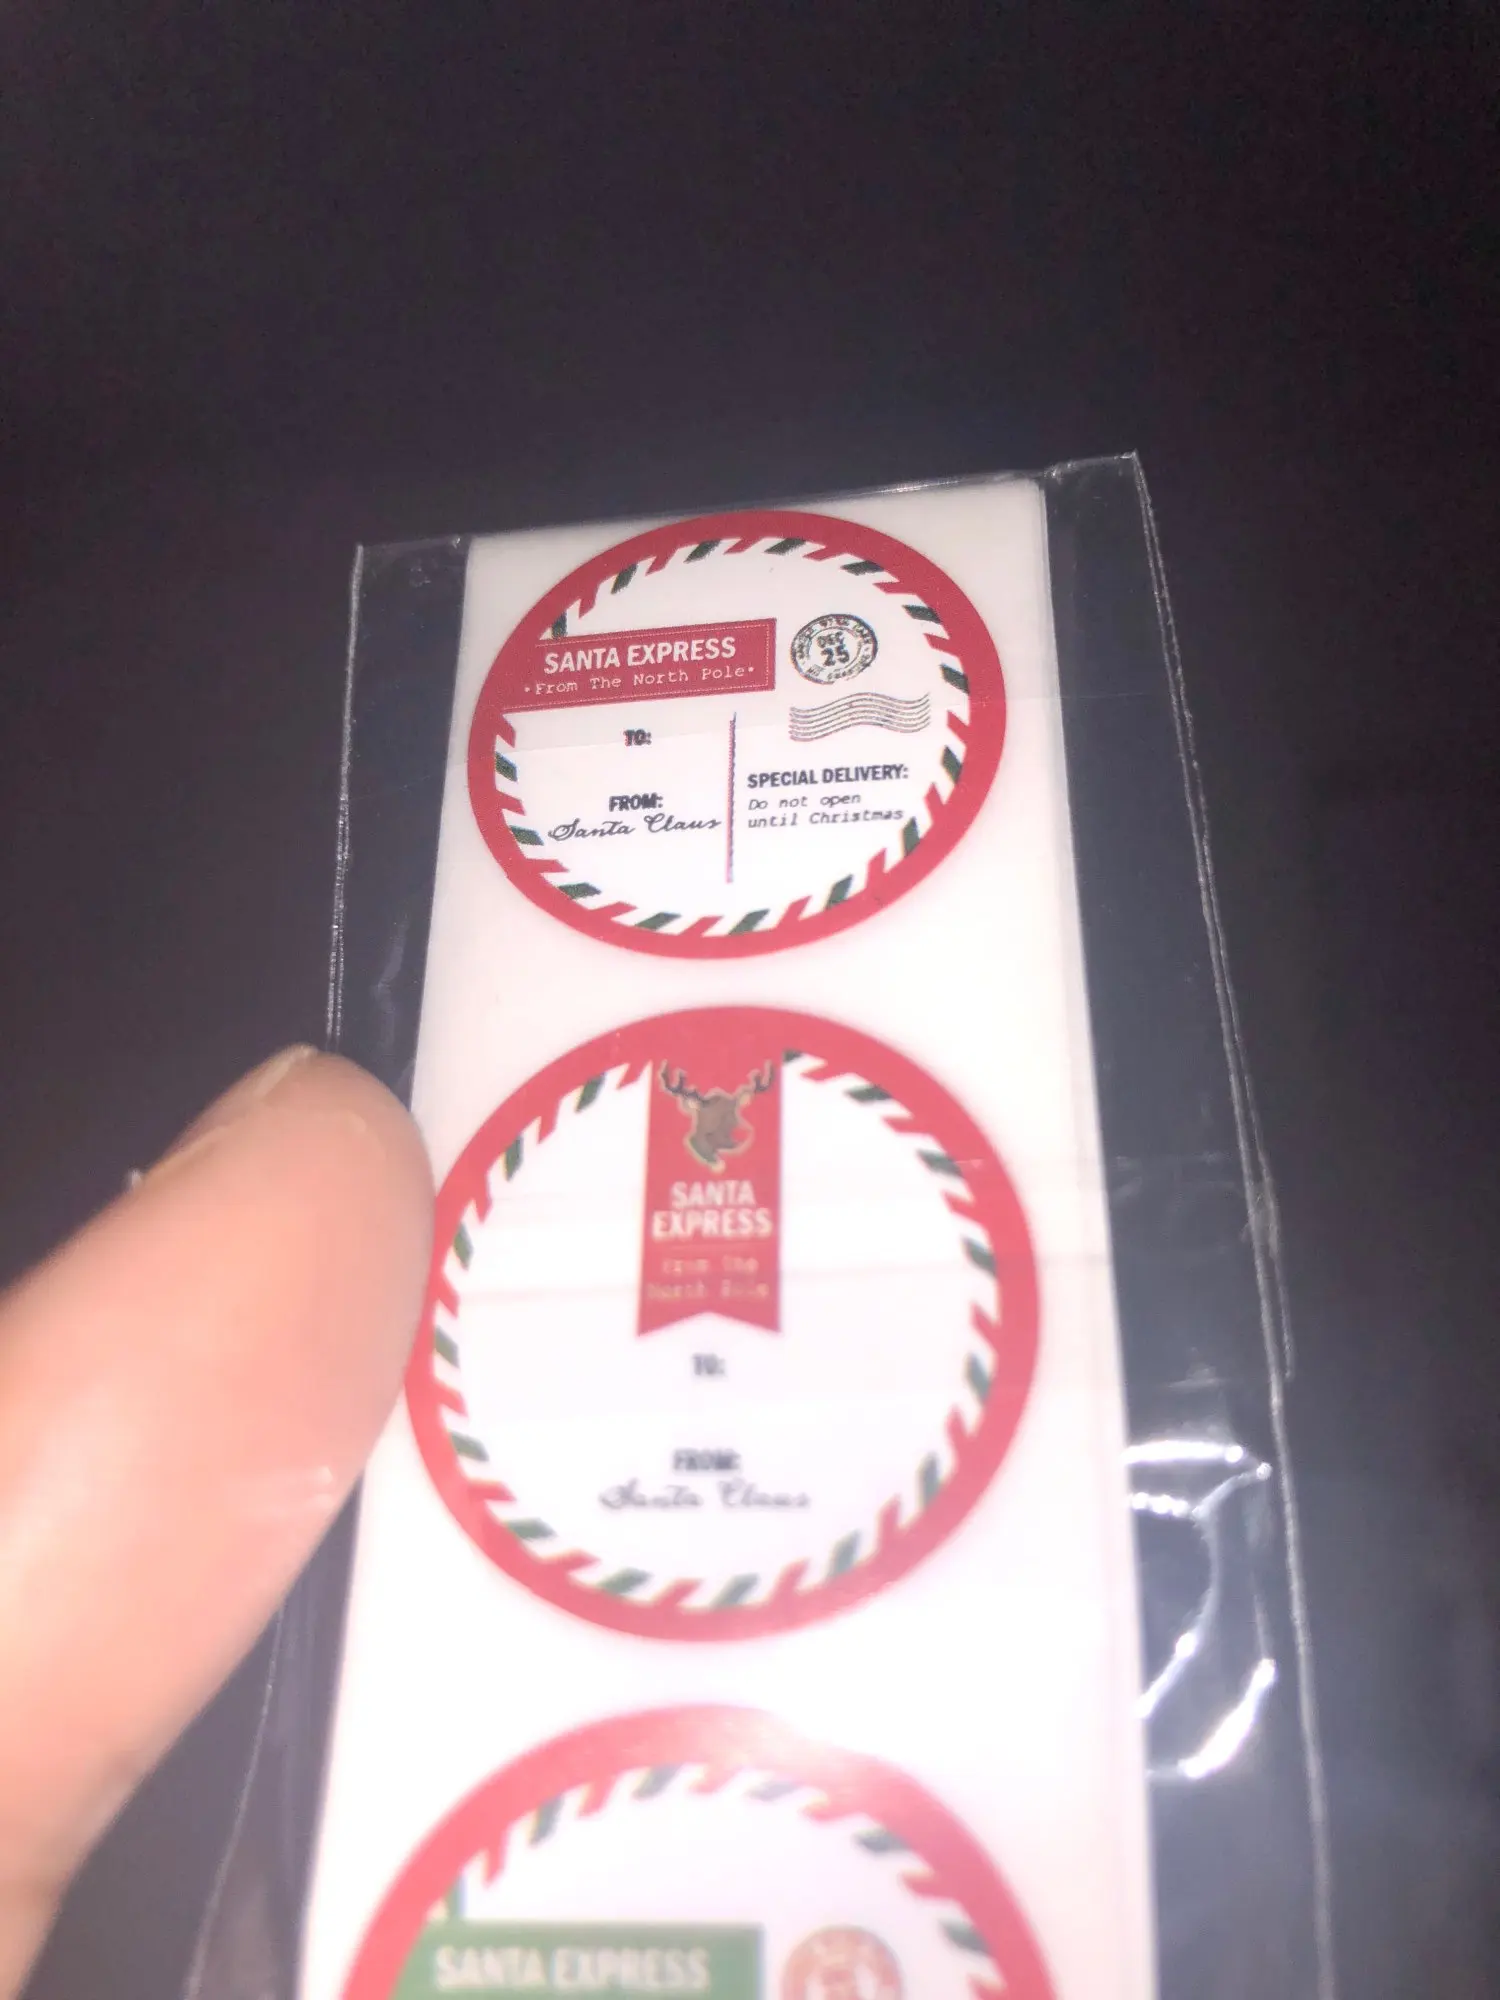 SANTA EXPRESS
•From The North Pole•
DEC
25
TO:
FROM:
Santa Claus
SPECIAL DELIVERY:
Do not open
until Christmas
SANTA
EXPRESS
From The
North Pole
TO:
FROM:
Santa Claus
SANTA EXPRESS